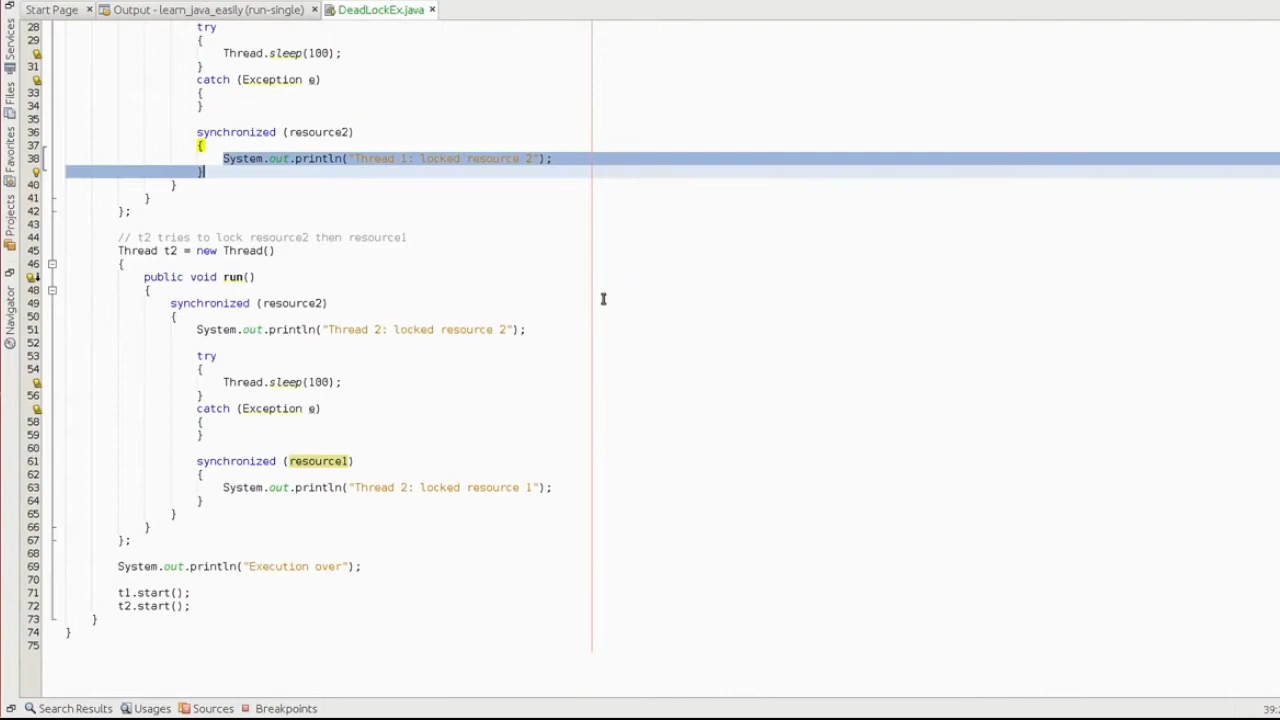 Start Page × Output - learn_java_easily (run-single) × DeadLockEx.java ×
Services
Files
Favorites
Projects
Navigator
28 try
29 {
Thread.sleep(100);
31 }
catch (Exception e)
33 {
34 }
35
36 synchronized (resource2)
37 {
38 System.out.println("Thread 1: locked resource 2");
}
40 }
41 }
42 };
43
44 // t2 tries to lock resource2 then resource1
45 Thread t2 = new Thread()
46 {
public void run()
48 {
49 synchronized (resource2)
50 {
51 System.out.println("Thread 2: locked resource 2");
52
53 try
54 {
Thread.sleep(100);
56 }
catch (Exception e)
58 {
59 }
60
61 synchronized (resource1)
62 {
63 System.out.println("Thread 2: locked resource 1");
64 }
65 }
66 }
67 };
68
69 System.out.println("Execution over");
70
71 t1.start();
72 t2.start();
73 }
74 }
75
Search Results Usages Sources Breakpoints